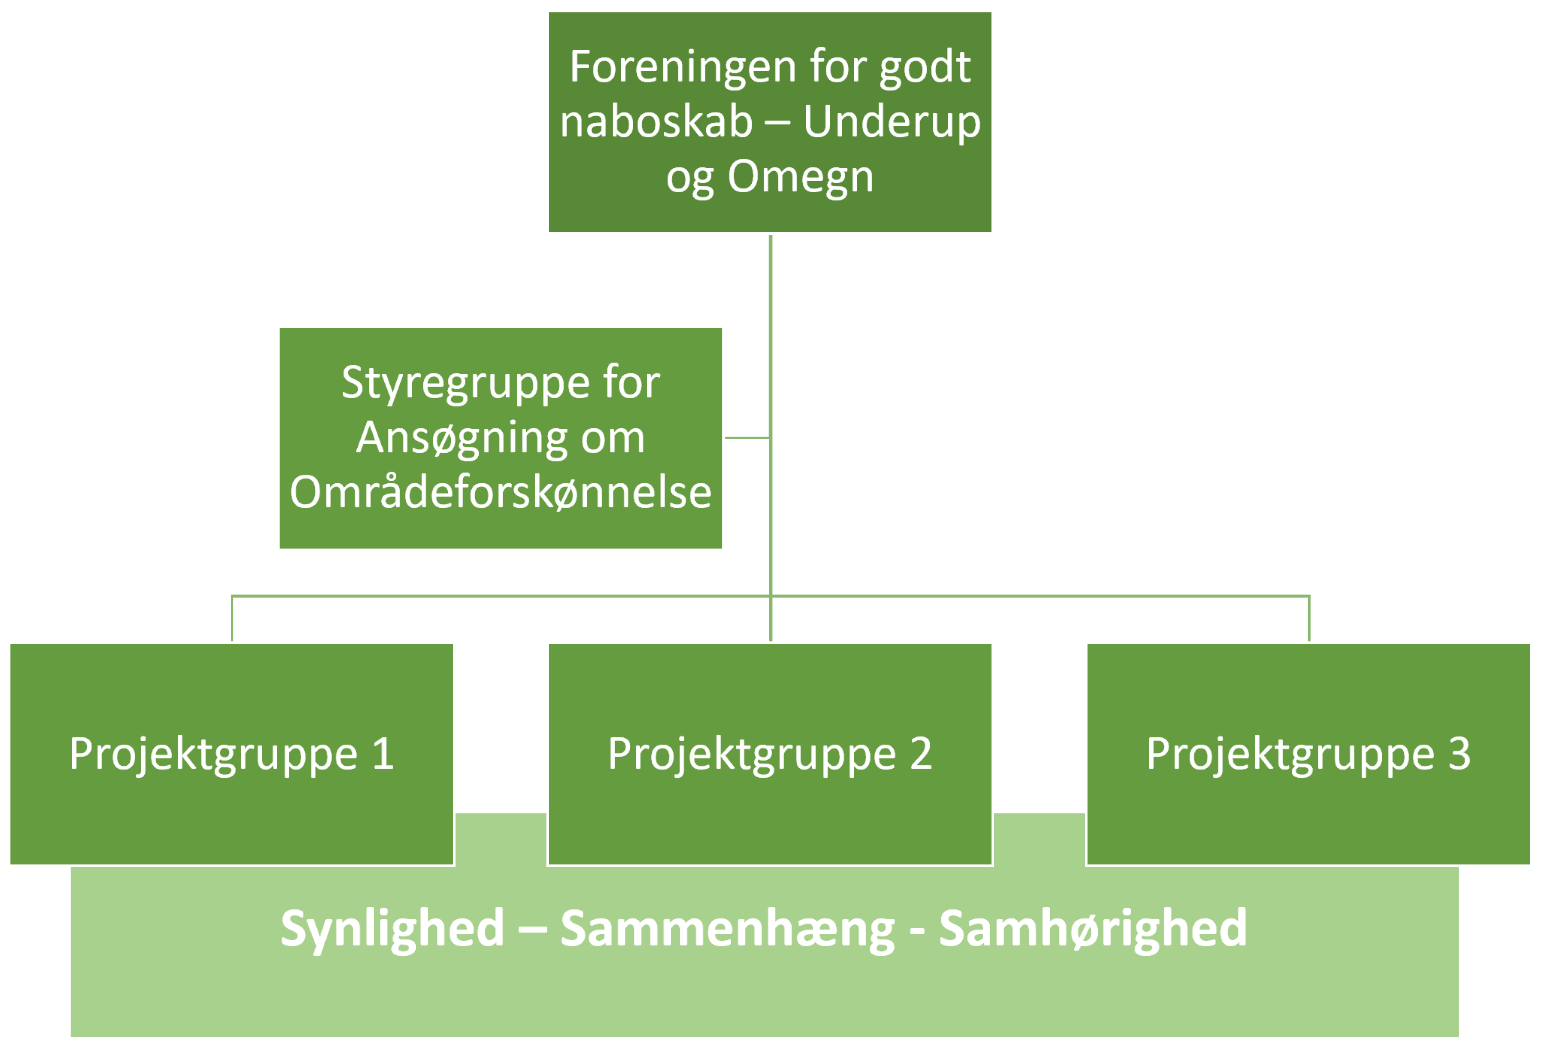 Foreningen for godt
naboskab – Underup
og Omegn
Styregruppe for
Ansøgning om
Områdeforskønnelse
Projektgruppe 1
Projektgruppe 2
Projektgruppe 3
Synlighed – Sammenhæng - Samhørighed